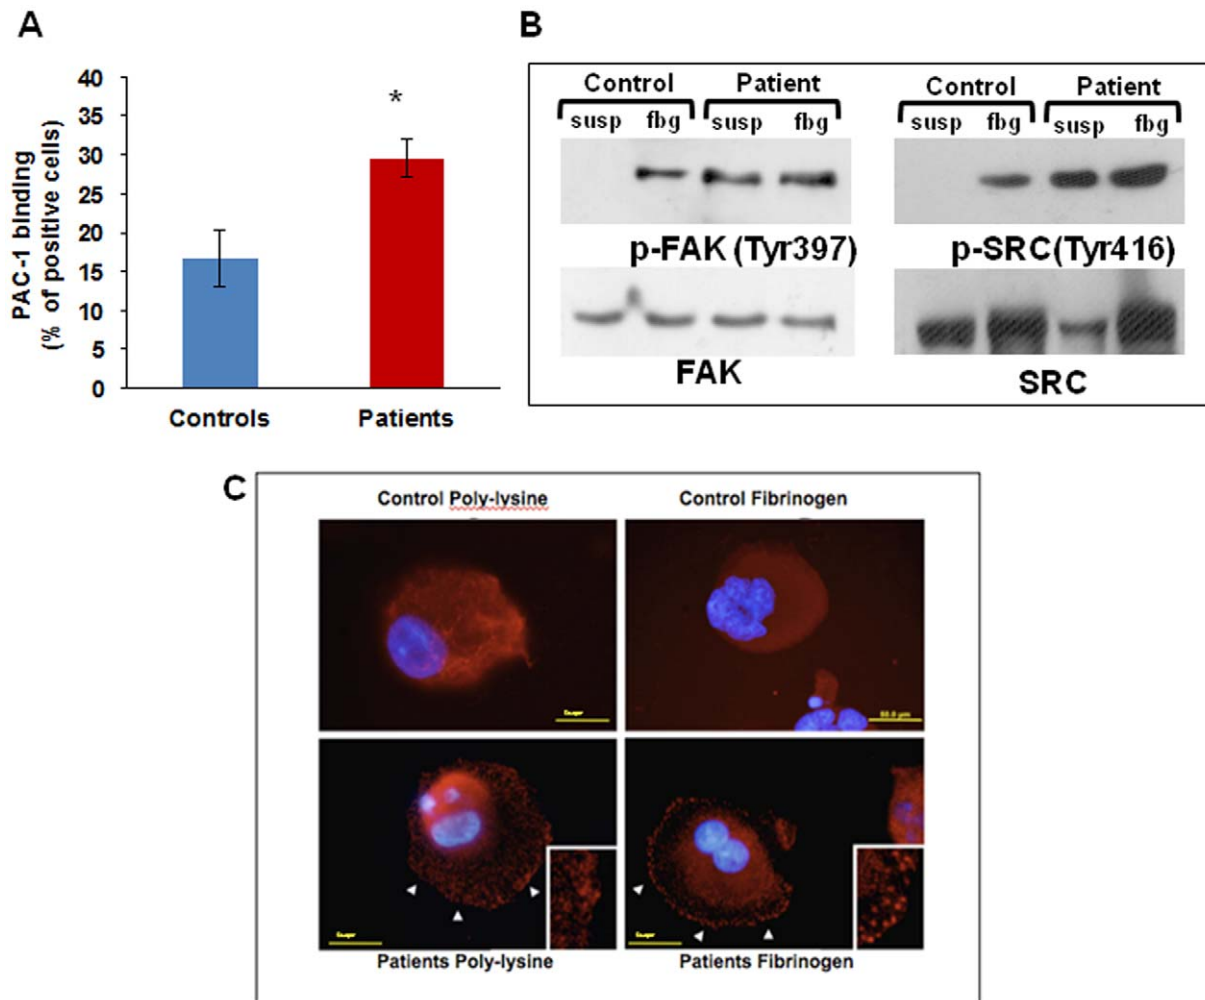 A
PAC-1 binding
(% of positive cells)
40
35
30
25
20
15
10
5
0
*
Controls
Patients
B
Control
Patient
susp
fbg
susp
fbg
p-FAK (Tyr397)
FAK
Control
Patient
susp
fbg
susp
fbg
p-SRC(Tyr416)
SRC
C
Control Poly-lysine
Control Fibrinogen
Patients Poly-lysine
Patients Fibrinogen